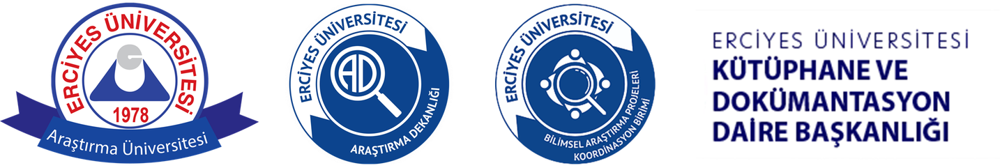 ERCİYES ÜNİVERSİTESİ
1978
Araştırma Üniversitesi
ERCİYES ÜNİVERSİTESİ
AD
ARAŞTIRMA DEKANLIĞI
ERCİYES ÜNİVERSİTESİ
BİLİMSEL ARAŞTIRMA PROJELERİ
KOORDİNASYON BİRİMİ
ERCİYES ÜNİVERSİTESİ
KÜTÜPHANE VE
DOKÜMANTASYON
DAİRE BAŞKANLIĞI